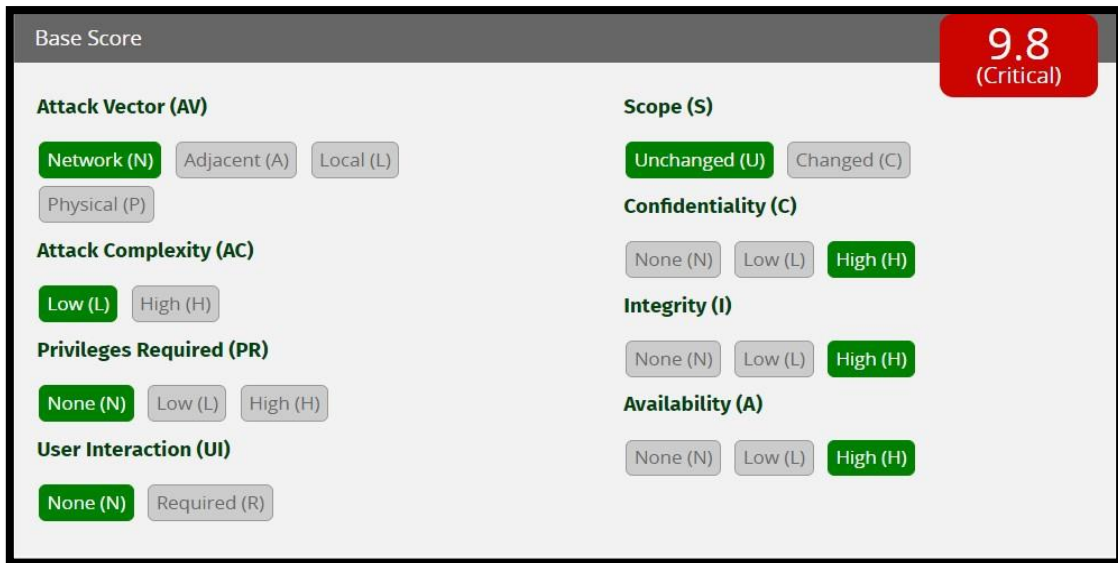 Base Score
9.8
(Critical)
Attack Vector (AV)
Network (N) Adjacent (A) Local (L)
Physical (P)
Attack Complexity (AC)
Low (L) High (H)
Privileges Required (PR)
None (N) Low (L) High (H)
User Interaction (UI)
None (N) Required (R)
Scope (S)
Unchanged (U) Changed (C)
Confidentiality (C)
None (N) Low (L) High (H)
Integrity (I)
None (N) Low (L) High (H)
Availability (A)
None (N) Low (L) High (H)